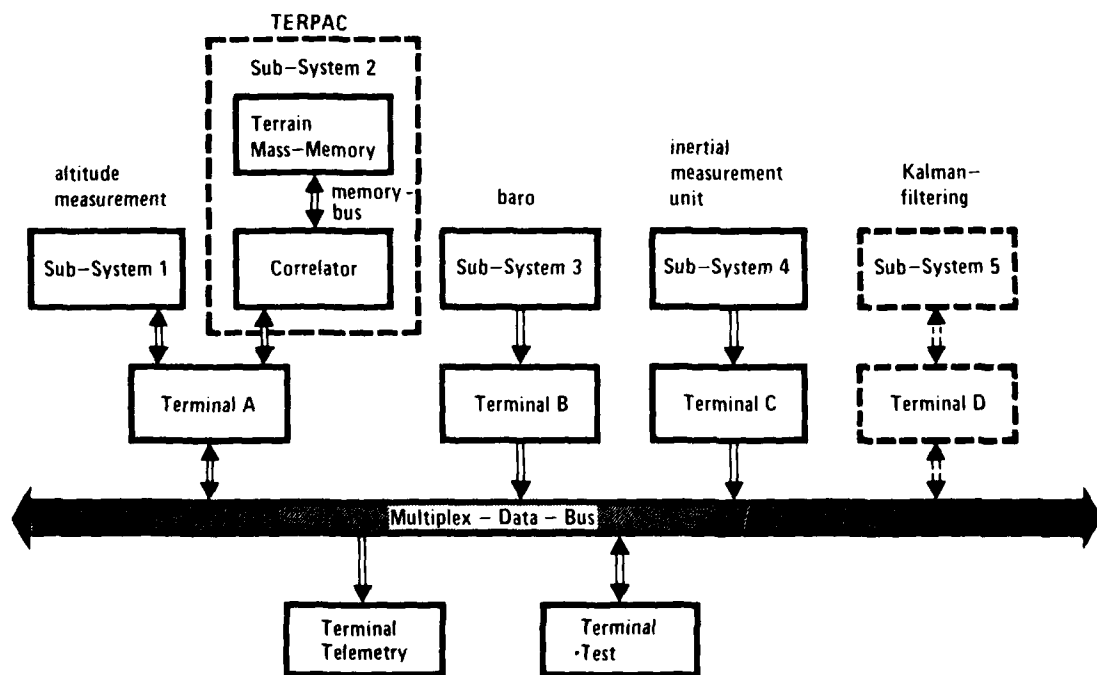 TERPAC
Sub-System 2
Terrain
Mass-Memory
memory-
bus
Correlator
altitude
measurement
Sub-System 1
baro
Sub-System 3
inertial
measurement
unit
Sub-System 4
Kalman-
filtering
Sub-System 5
Terminal A
Terminal B
Terminal C
Terminal D
Multiplex – Data – Bus
Terminal
Telemetry
Terminal
Test